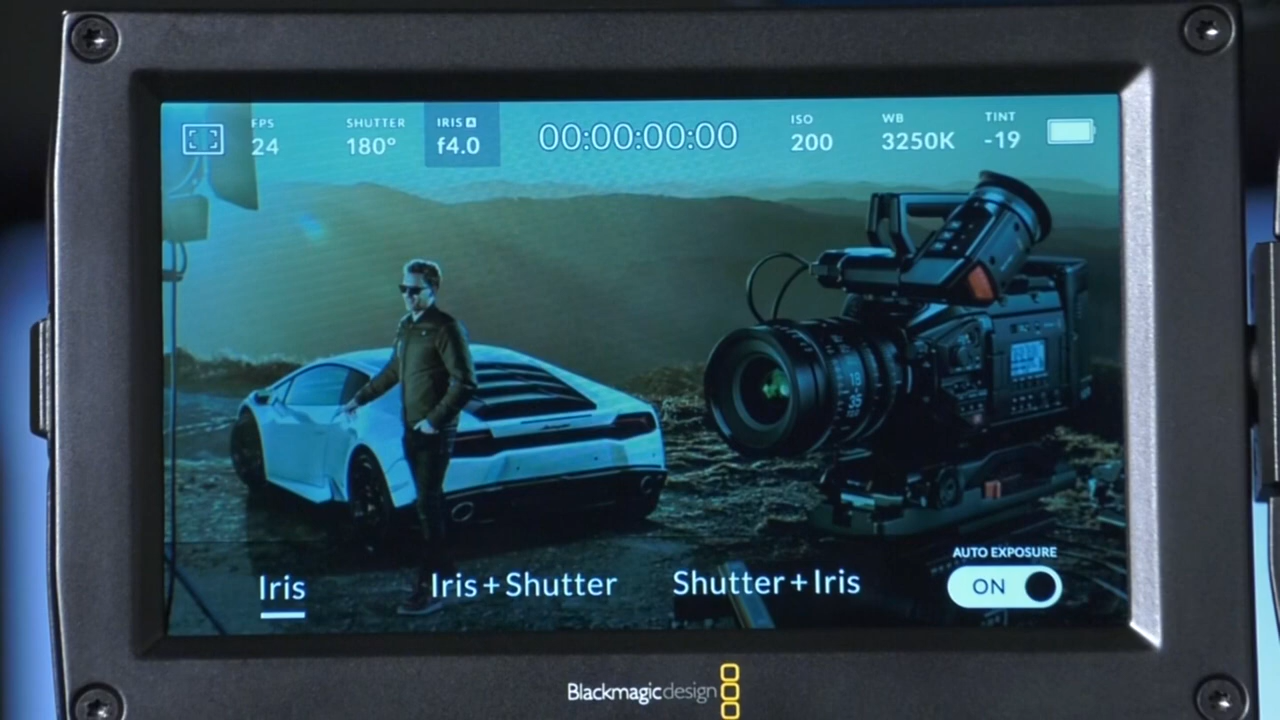 FPS
24
SHUTTER
180°
IRIS A
f4.0
00:00:00:00
ISO
200
WB
3250K
TINT
-19
AUTO EXPOSURE
Iris
Iris + Shutter
Shutter + Iris
ON
Blackmagicdesign